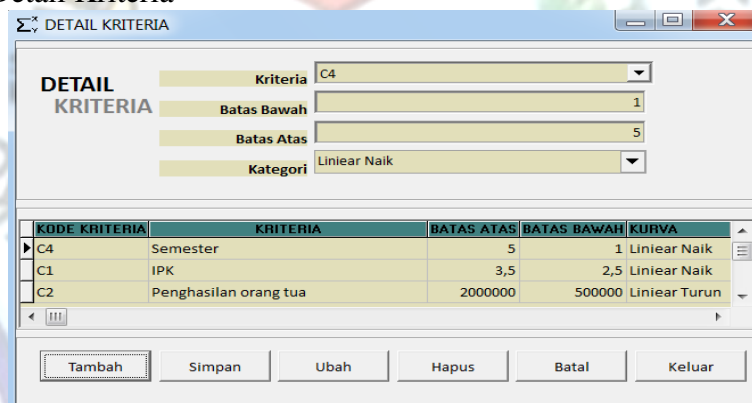 Detail Kriteria
DETAIL KRITERIA
DETAIL
KRITERIA
Kriteria C4
Batas Bawah 1
Batas Atas 5
Kategori Liniear Naik
KODE KRITERIA KRITERIA BATAS ATAS BATAS BAWAH KURVA
C4 Semester 5 1 Liniear Naik
C1 IPK 3,5 2,5 Liniear Naik
C2 Penghasilan orang tua 2000000 500000 Liniear Turun
Tambah Simpan Ubah Hapus Batal Keluar